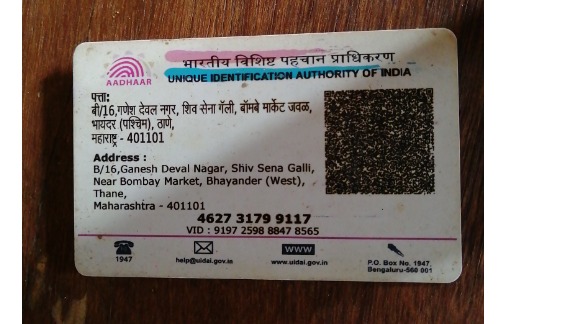 भारतीय विशिष्ट पहचान प्राधिकरण
UNIQUE IDENTIFICATION AUTHORITY OF INDIA
AADHAAR
पत्ता:
बी/16,गणेश देवल नगर, शिव सेना गॅली, बॉमबे मार्केट जवळ,
भायंदर (पश्चिम), ठाणे,
महाराष्ट्र - 401101
Address :
B/16,Ganesh Deval Nagar, Shiv Sena Galli,
Near Bombay Market, Bhayander (West),
Thane,
Maharashtra - 401101
4627 3179 9117
VID : 9197 2598 8847 8565
1947
help@uidai.gov.in
www
www.uidai.gov.in
P.O. Box No. 1947,
Bengaluru-560 001